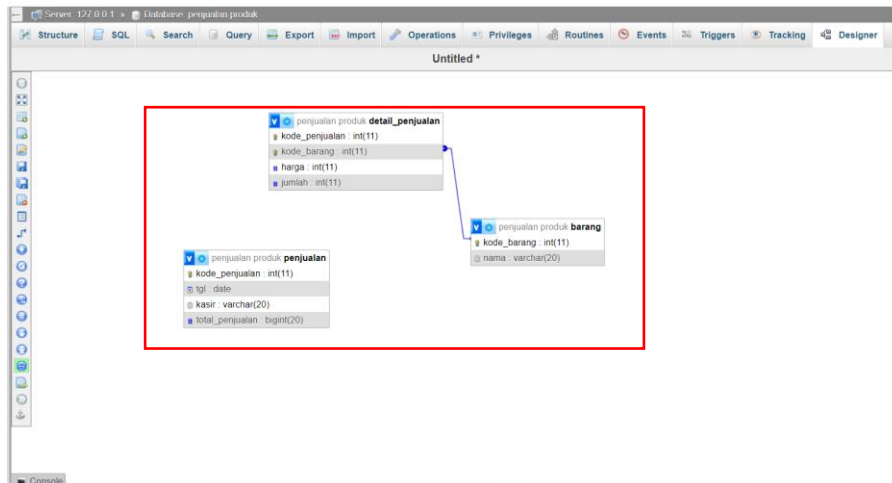 Server: 127.0.0.1 » Database: penjualan produk
Structure SQL Search Query Export Import Operations Privileges Routines Events Triggers Tracking Designer
Untitled *
penjualan produk detail_penjualan
kode_penjualan : int(11)
kode_barang : int(11)
harga : int(11)
jumlah : int(11)
penjualan produk barang
kode_barang : int(11)
nama : varchar(20)
penjualan produk penjualan
kode_penjualan : int(11)
tgl : date
kasir : varchar(20)
total_penjualan : bigint(20)
Console